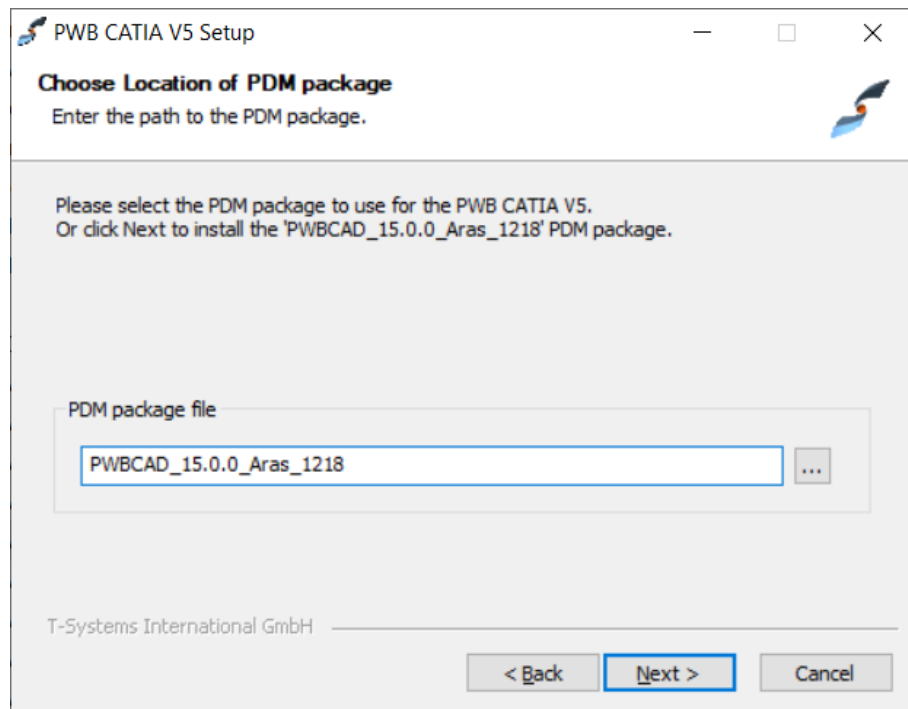 PWB CATIA V5 Setup
Choose Location of PDM package
Enter the path to the PDM package.
Please select the PDM package to use for the PWB CATIA V5.
Or click Next to install the 'PWBCAD_15.0.0_Aras_1218' PDM package.
PDM package file
PWBCAD_15.0.0_Aras_1218
...
T-Systems International GmbH
< Back Next > Cancel